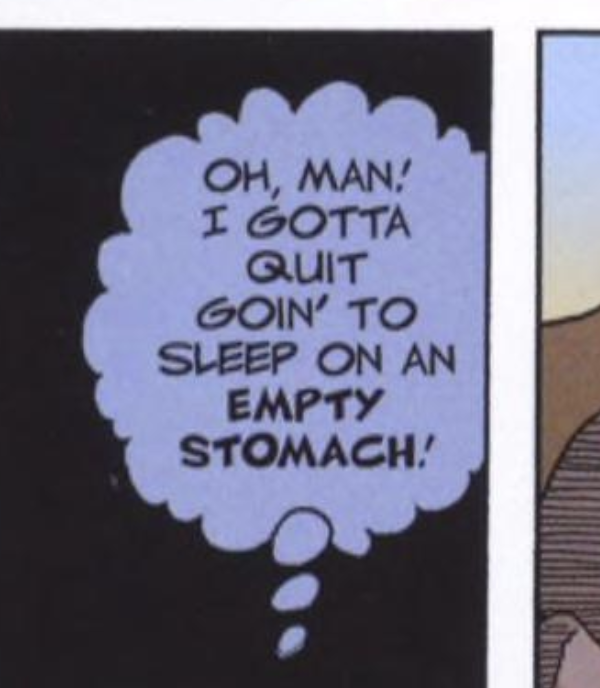 OH, MAN!
I GOTTA
QUIT
GOIN' TO
SLEEP ON AN
EMPTY
STOMACH!